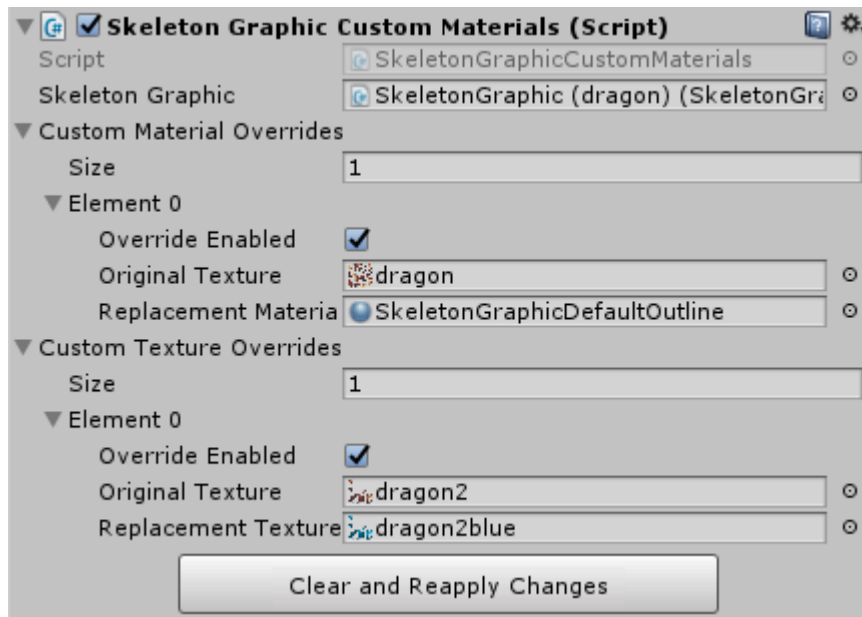 Skeleton Graphic Custom Materials (Script)
Script SkeletonGraphicCustomMaterials
Skeleton Graphic SkeletonGraphic (dragon) (SkeletonGra
Custom Material Overrides
Size 1
Element 0
Override Enabled
Original Texture dragon
Replacement Materia SkeletonGraphicDefaultOutline
Custom Texture Overrides
Size 1
Element 0
Override Enabled
Original Texture dragon2
Replacement Texture dragon2blue
Clear and Reapply Changes